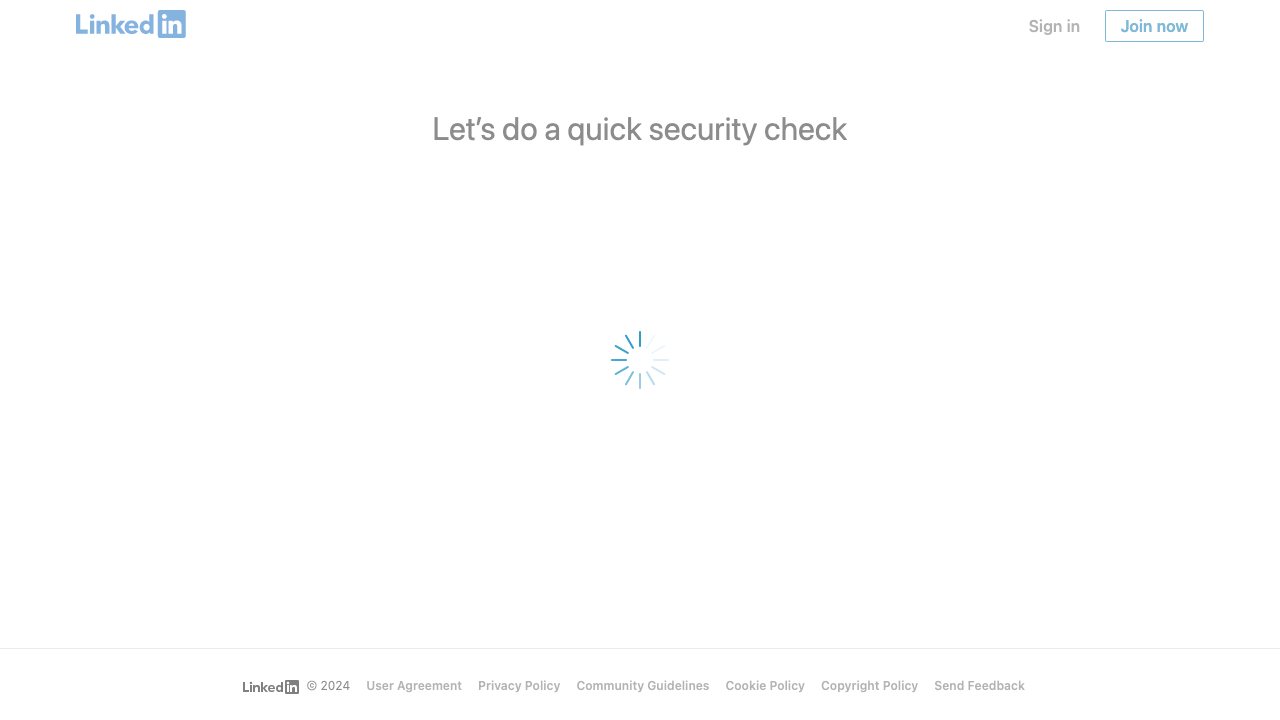 LinkedIn
Sign in
Join now
Let’s do a quick security check
LinkedIn © 2024 User Agreement Privacy Policy Community Guidelines Cookie Policy Copyright Policy Send Feedback